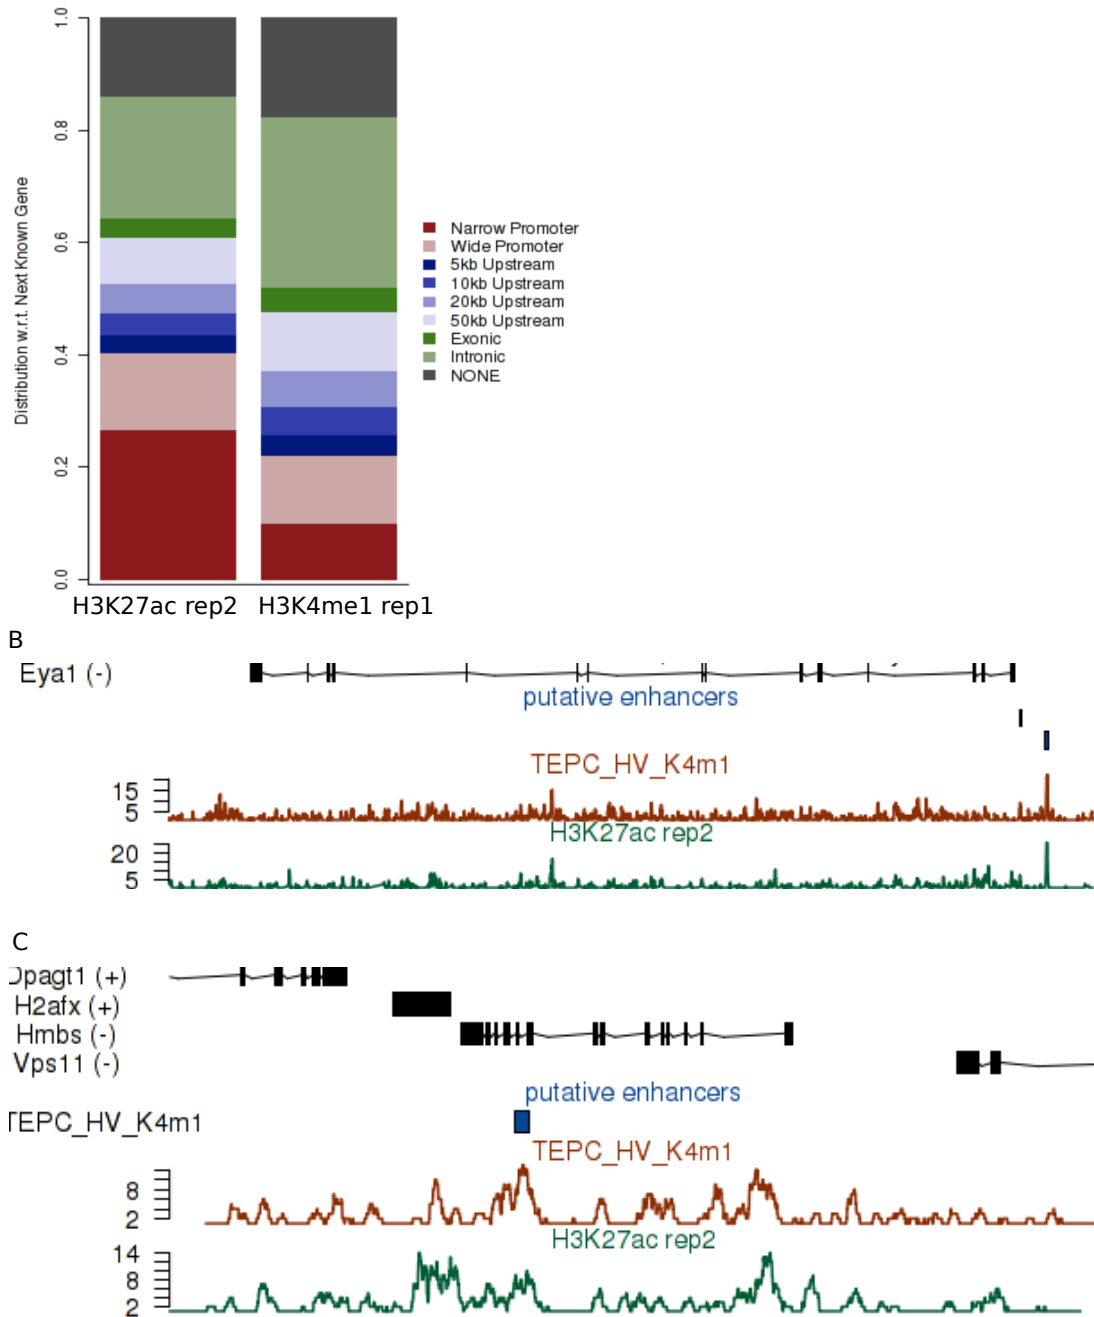 1.0
0.8
0.6
0.4
0.2
0.0
Distribution w.r.t. Next Known Gene
Narrow Promoter
Wide Promoter
5kb Upstream
10kb Upstream
20kb Upstream
50kb Upstream
Exonic
Intronic
NONE
H3K27ac rep2 H3K4me1 rep1
B
Eya1 (-)
putative enhancers
TEPC_HV_K4m1
15
5
H3K27ac rep2
20
5
C
Dpagt1 (+)
H2afx (+)
Hmbs (-)
Vps11 (-)
putative enhancers
TEPC_HV_K4m1
TEPC_HV_K4m1
8
2
H3K27ac rep2
14
8
2